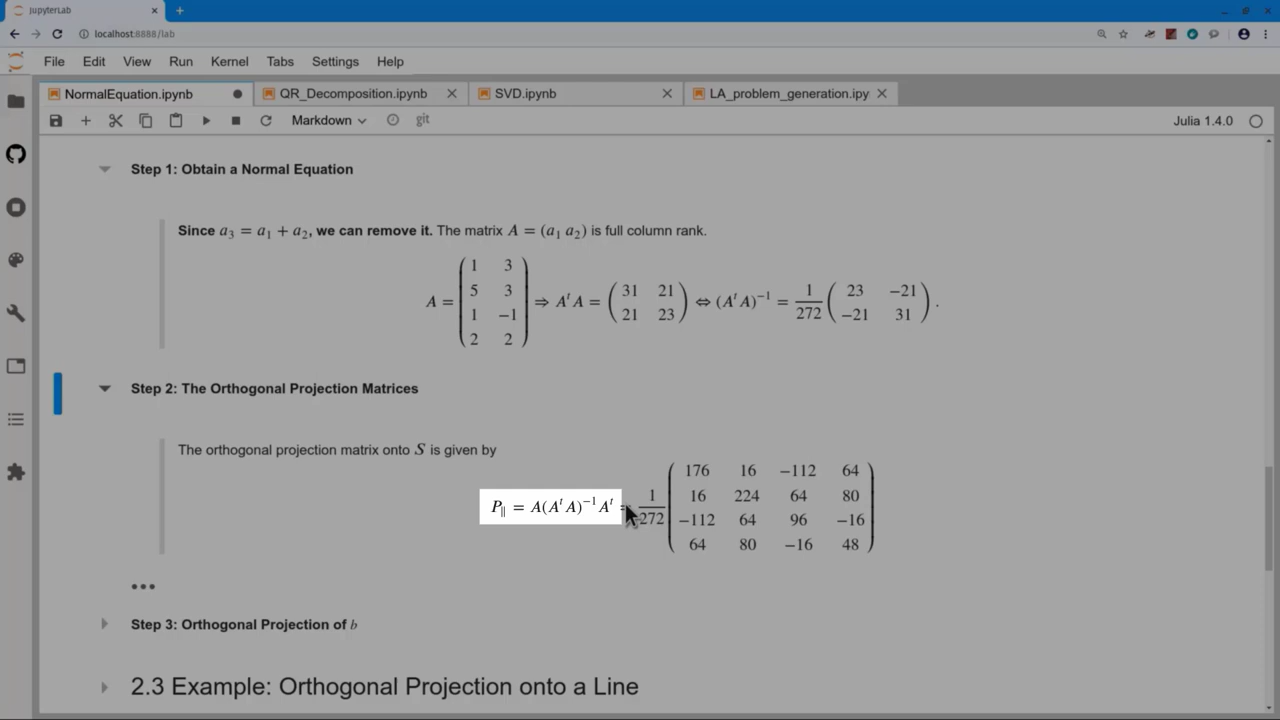 JupyterLab
localhost:8888/lab
File Edit View Run Kernel Tabs Settings Help
NormalEquation.ipynb QR_Decomposition.ipynb SVD.ipynb LA_problem_generation.ipy
Markdown git Julia 1.4.0
Step 1: Obtain a Normal Equation
Since a₃ = a₁ + a₂, we can remove it. The matrix A = (a₁ a₂) is full column rank.
A = ( 1 3 ; 5 3 ; 1 −1 ; 2 2 ) ⇒ AᵗA = ( 31 21 ; 21 23 ) ⇔ (AᵗA)⁻¹ = 1/272 ( 23 −21 ; −21 31 ) .
Step 2: The Orthogonal Projection Matrices
The orthogonal projection matrix onto S is given by
P∥ = A(AᵗA)⁻¹Aᵗ = 1/272 ( 176 16 −112 64 ; 16 224 64 80 ; −112 64 96 −16 ; 64 80 −16 48 )
•••
Step 3: Orthogonal Projection of b
2.3 Example: Orthogonal Projection onto a Line